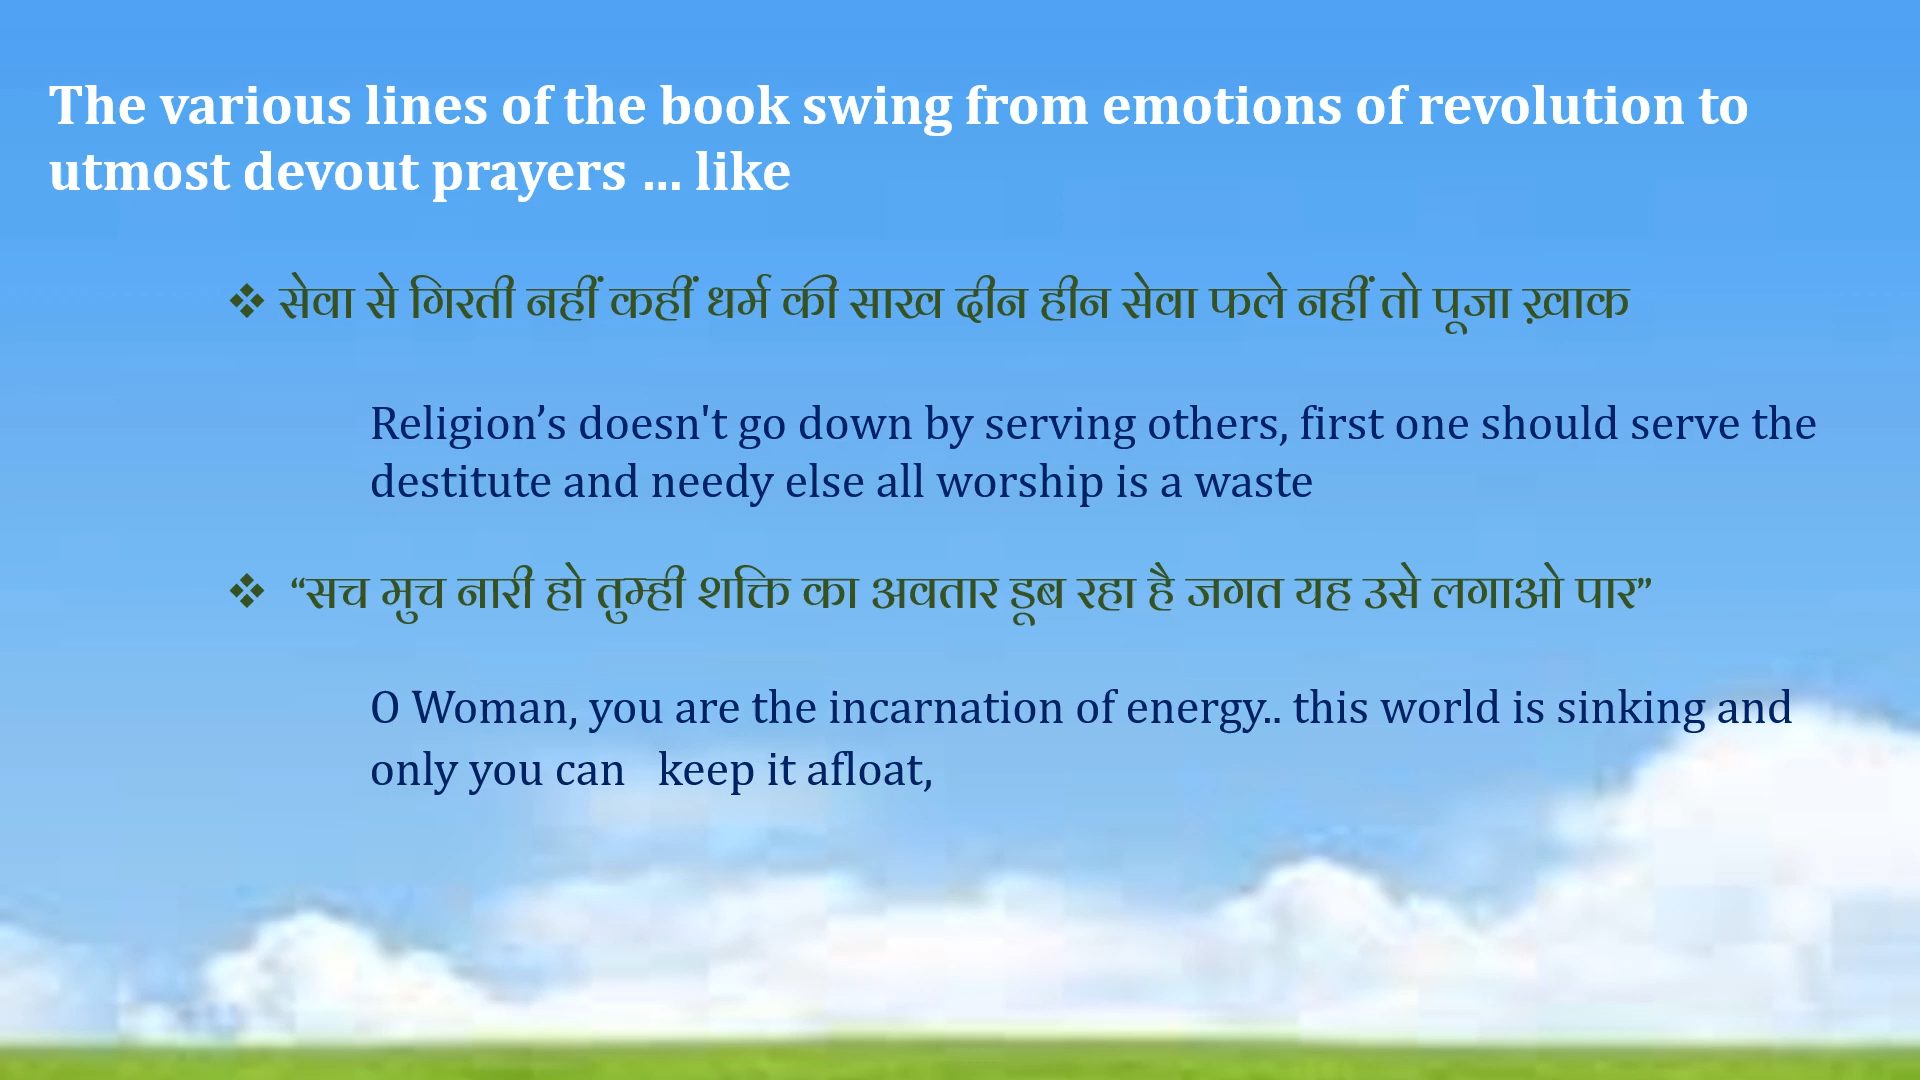 The various lines of the book swing from emotions of revolution to
utmost devout prayers ... like
❖ सेवा से गिरती नहीं कहीं धर्म की साख दीन हीन सेवा फले नहीं तो पूजा ख़ाक
Religion’s doesn't go down by serving others, first one should serve the
destitute and needy else all worship is a waste
❖ “सच मुच नारी हो तुम्ही शक्ति का अवतार डूब रहा है जगत यह उसे लगाओ पार”
O Woman, you are the incarnation of energy.. this world is sinking and
only you can keep it afloat,